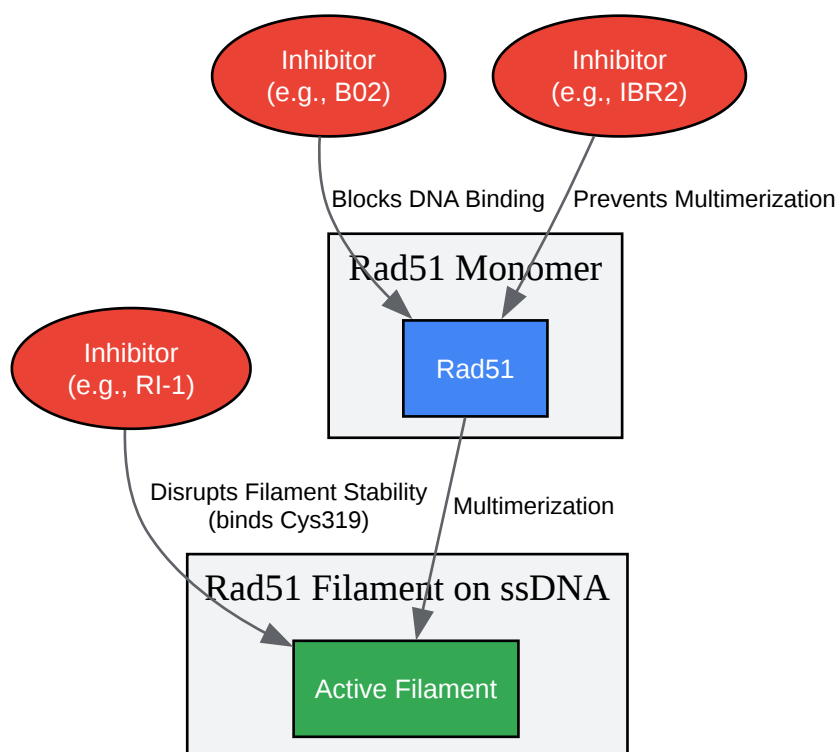 Inhibitor
(e.g., B02)
Inhibitor
(e.g., IBR2)
Blocks DNA Binding
Prevents Multimerization
Rad51 Monomer
Rad51
Inhibitor
(e.g., RI-1)
Disrupts Filament Stability
(binds Cys319)
Multimerization
Rad51 Filament on ssDNA
Active Filament